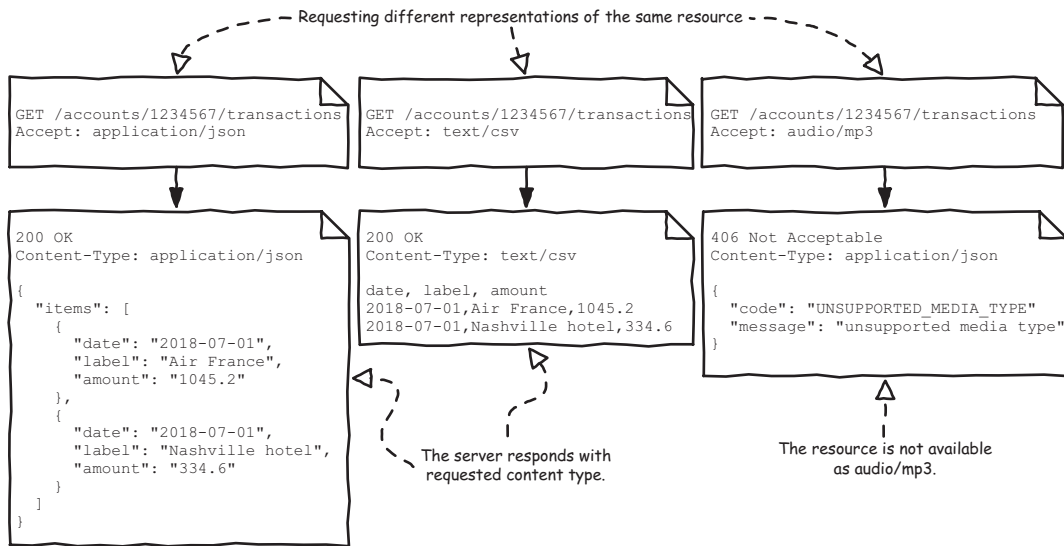 Requesting different representations of the same resource
GET /accounts/1234567/transactions
Accept: application/json
GET /accounts/1234567/transactions
Accept: text/csv
GET /accounts/1234567/transactions
Accept: audio/mp3
200 OK
Content-Type: application/json
{
  "items": [
    {
      "date": "2018-07-01",
      "label": "Air France",
      "amount": "1045.2"
    },
    {
      "date": "2018-07-01",
      "label": "Nashville hotel",
      "amount": "334.6"
    }
  ]
}
200 OK
Content-Type: text/csv
date, label, amount
2018-07-01,Air France,1045.2
2018-07-01,Nashville hotel,334.6
406 Not Acceptable
Content-Type: application/json
{
  "code": "UNSUPPORTED_MEDIA_TYPE"
  "message": "unsupported media type"
}
The server responds with
requested content type.
The resource is not available
as audio/mp3.